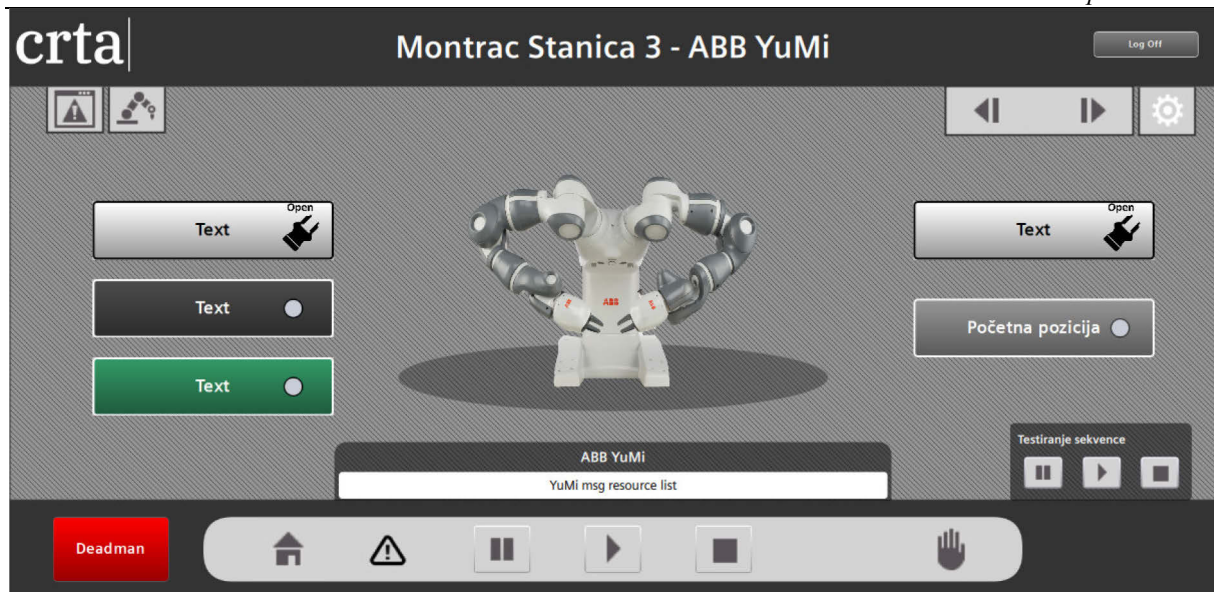 crta
Montrac Stanica 3 - ABB YuMi
Log Off
Open
Text
Text
Text
ABB
Open
Text
Početna pozicija
Testiranje sekvence
ABB YuMi
YuMi msg resource list
Deadman